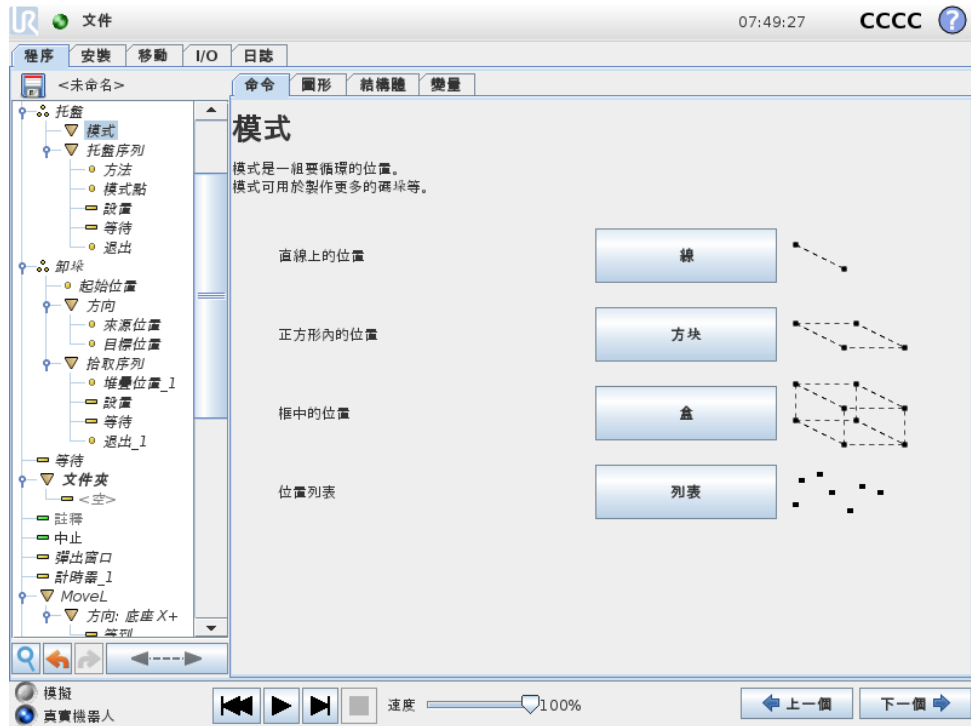 UR 文件 07:49:27 CCCC ?
程序 安裝 移動 I/O 日誌
<未命名>
托盤
模式
托盤序列
方法
模式點
設置
等待
退出
卸垛
起始位置
方向
來源位置
目標位置
拾取序列
堆疊位置_1
設置
等待
退出_1
等待
文件夾
<空>
註釋
中止
彈出窗口
計時器_1
MoveL
方向: 底座 X+
等到
命令 圖形 結構體 變量
模式
模式是一組要循環的位置。
模式可用於製作更多的碼垛等。
直線上的位置 線
正方形內的位置 方块
框中的位置 盒
位置列表 列表
模擬
真實機器人
速度 100%
上一個 下一個